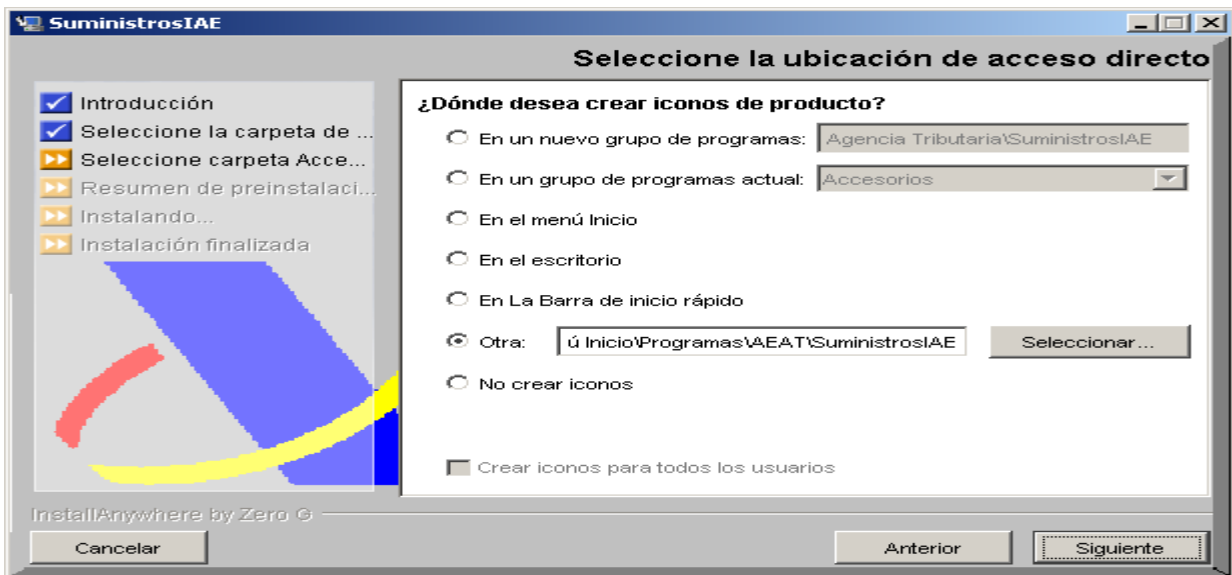 SuministrosIAE
Seleccione la ubicación de acceso directo
Introducción
Seleccione la carpeta de ...
Seleccione carpeta Acce...
Resumen de preinstalaci...
Instalando...
Instalación finalizada
¿Dónde desea crear iconos de producto?
En un nuevo grupo de programas: Agencia Tributaria\SuministrosIAE
En un grupo de programas actual: Accesorios
En el menú Inicio
En el escritorio
En La Barra de inicio rápido
Otra: ú Inicio\Programas\AEAT\SuministrosIAE Seleccionar...
No crear iconos
Crear iconos para todos los usuarios
InstallAnywhere by Zero G
Cancelar Anterior Siguiente